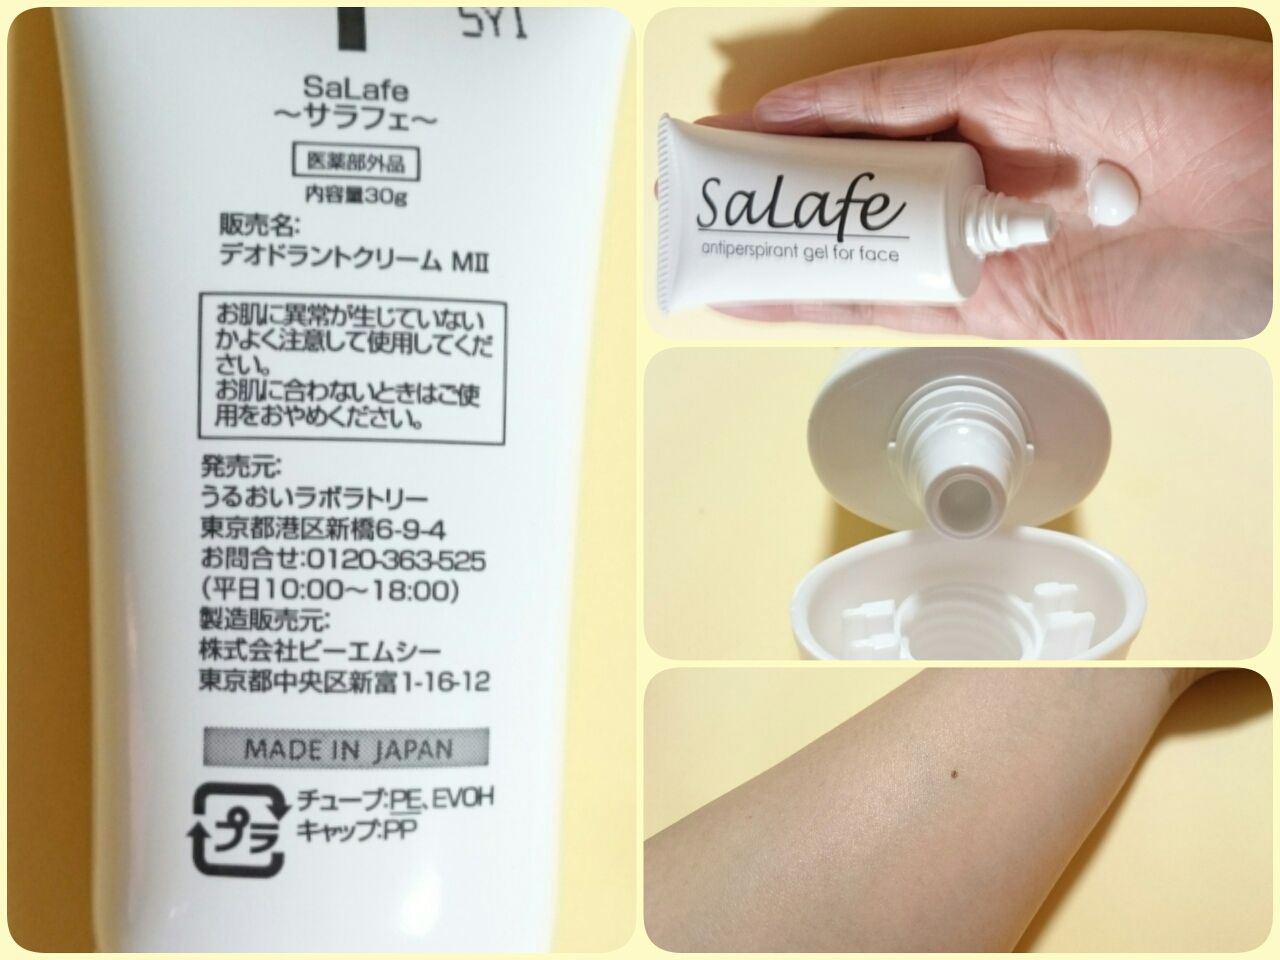 5Y1
SaLafe
～サラフェ～
医薬部外品
内容量30g
販売名:
デオドラントクリーム MⅡ
お肌に異常が生じていない
かよく注意して使用してくだ
さい。
お肌に合わないときはご使
用をおやめください。
発売元:
うるおいラボラトリー
東京都港区新橋6-9-4
お問合せ:0120-363-525
(平日10:00～18:00)
製造販売元:
株式会社ビーエムシー
東京都中央区新富1-16-12
MADE IN JAPAN
プラ
チューブ:PE、EVOH
キャップ:PP
SaLafe
antiperspirant gel for face